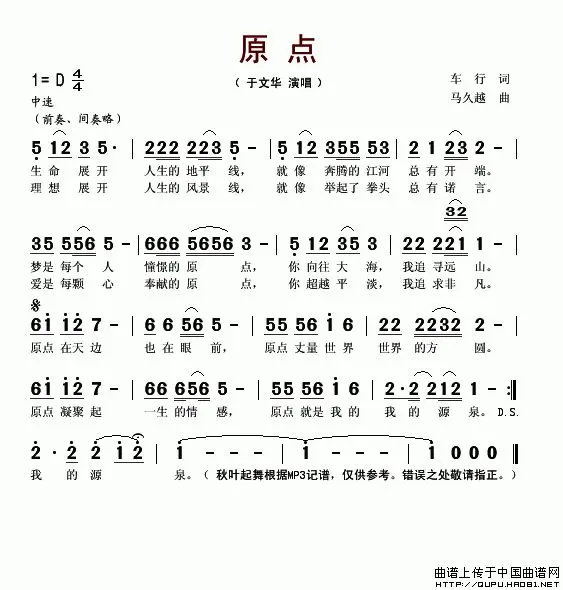 原点
1=D 4/4
（于文华 演唱）
车行 词
中速
马久越 曲
（前奏、间奏略）
5 12 3 5· | 222 223 5 - | 5 12 355 53 | 2 1 23 2 - |
生命 展开 人生的 地平 线， 就像 奔腾的 江河 总有开 端。
理想 展开 人生的 风景 线， 就像 举起了 拳头 总有诺 言。
32
35 556 5 - | 666 5656 3 - | 5 12 35 3 | 22 221 1 - |
梦是 每个 人 憧憬的 原 点， 你 向往 大 海， 我追 寻远 山。
爱是 每颗 心 奉献的 原 点， 你 超越 平 淡， 我追 求非 凡。
61 12 7 - | 6 6 56 5 - | 55 56 1 6 | 22 2232 2 - |
原点 在天 边 也在眼 前， 原点 丈量 世界 世界 的方 圆。
61 12 7 - | 66 656 5 - | 55 56 1 6 | 2·2 212 1 - :||
原点 凝聚 起 一生 的情 感， 原点 就是 我的 我的 源 泉。 D.S.
2· 2 2 1 2 | 1 - - - | 1 - - - | 1 0 0 0 ||
我 的 源 泉。（秋叶起舞根据MP3记谱，仅供参考。错误之处敬请指正。）
曲谱上传于中国曲谱网
@http://QUPU.HAO81.NET